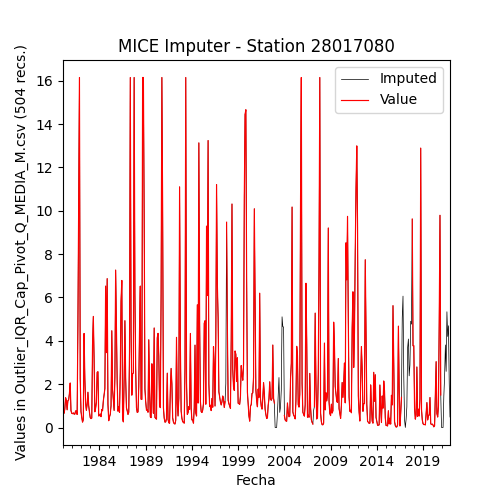 MICE Imputer - Station 28017080
Values in Outlier_IQR_Cap_Pivot_Q_MEDIA_M.csv (504 recs.)
Imputed
Value
16
14
12
10
8
6
4
2
0
1984 1989 1994 1999 2004 2009 2014 2019
Fecha